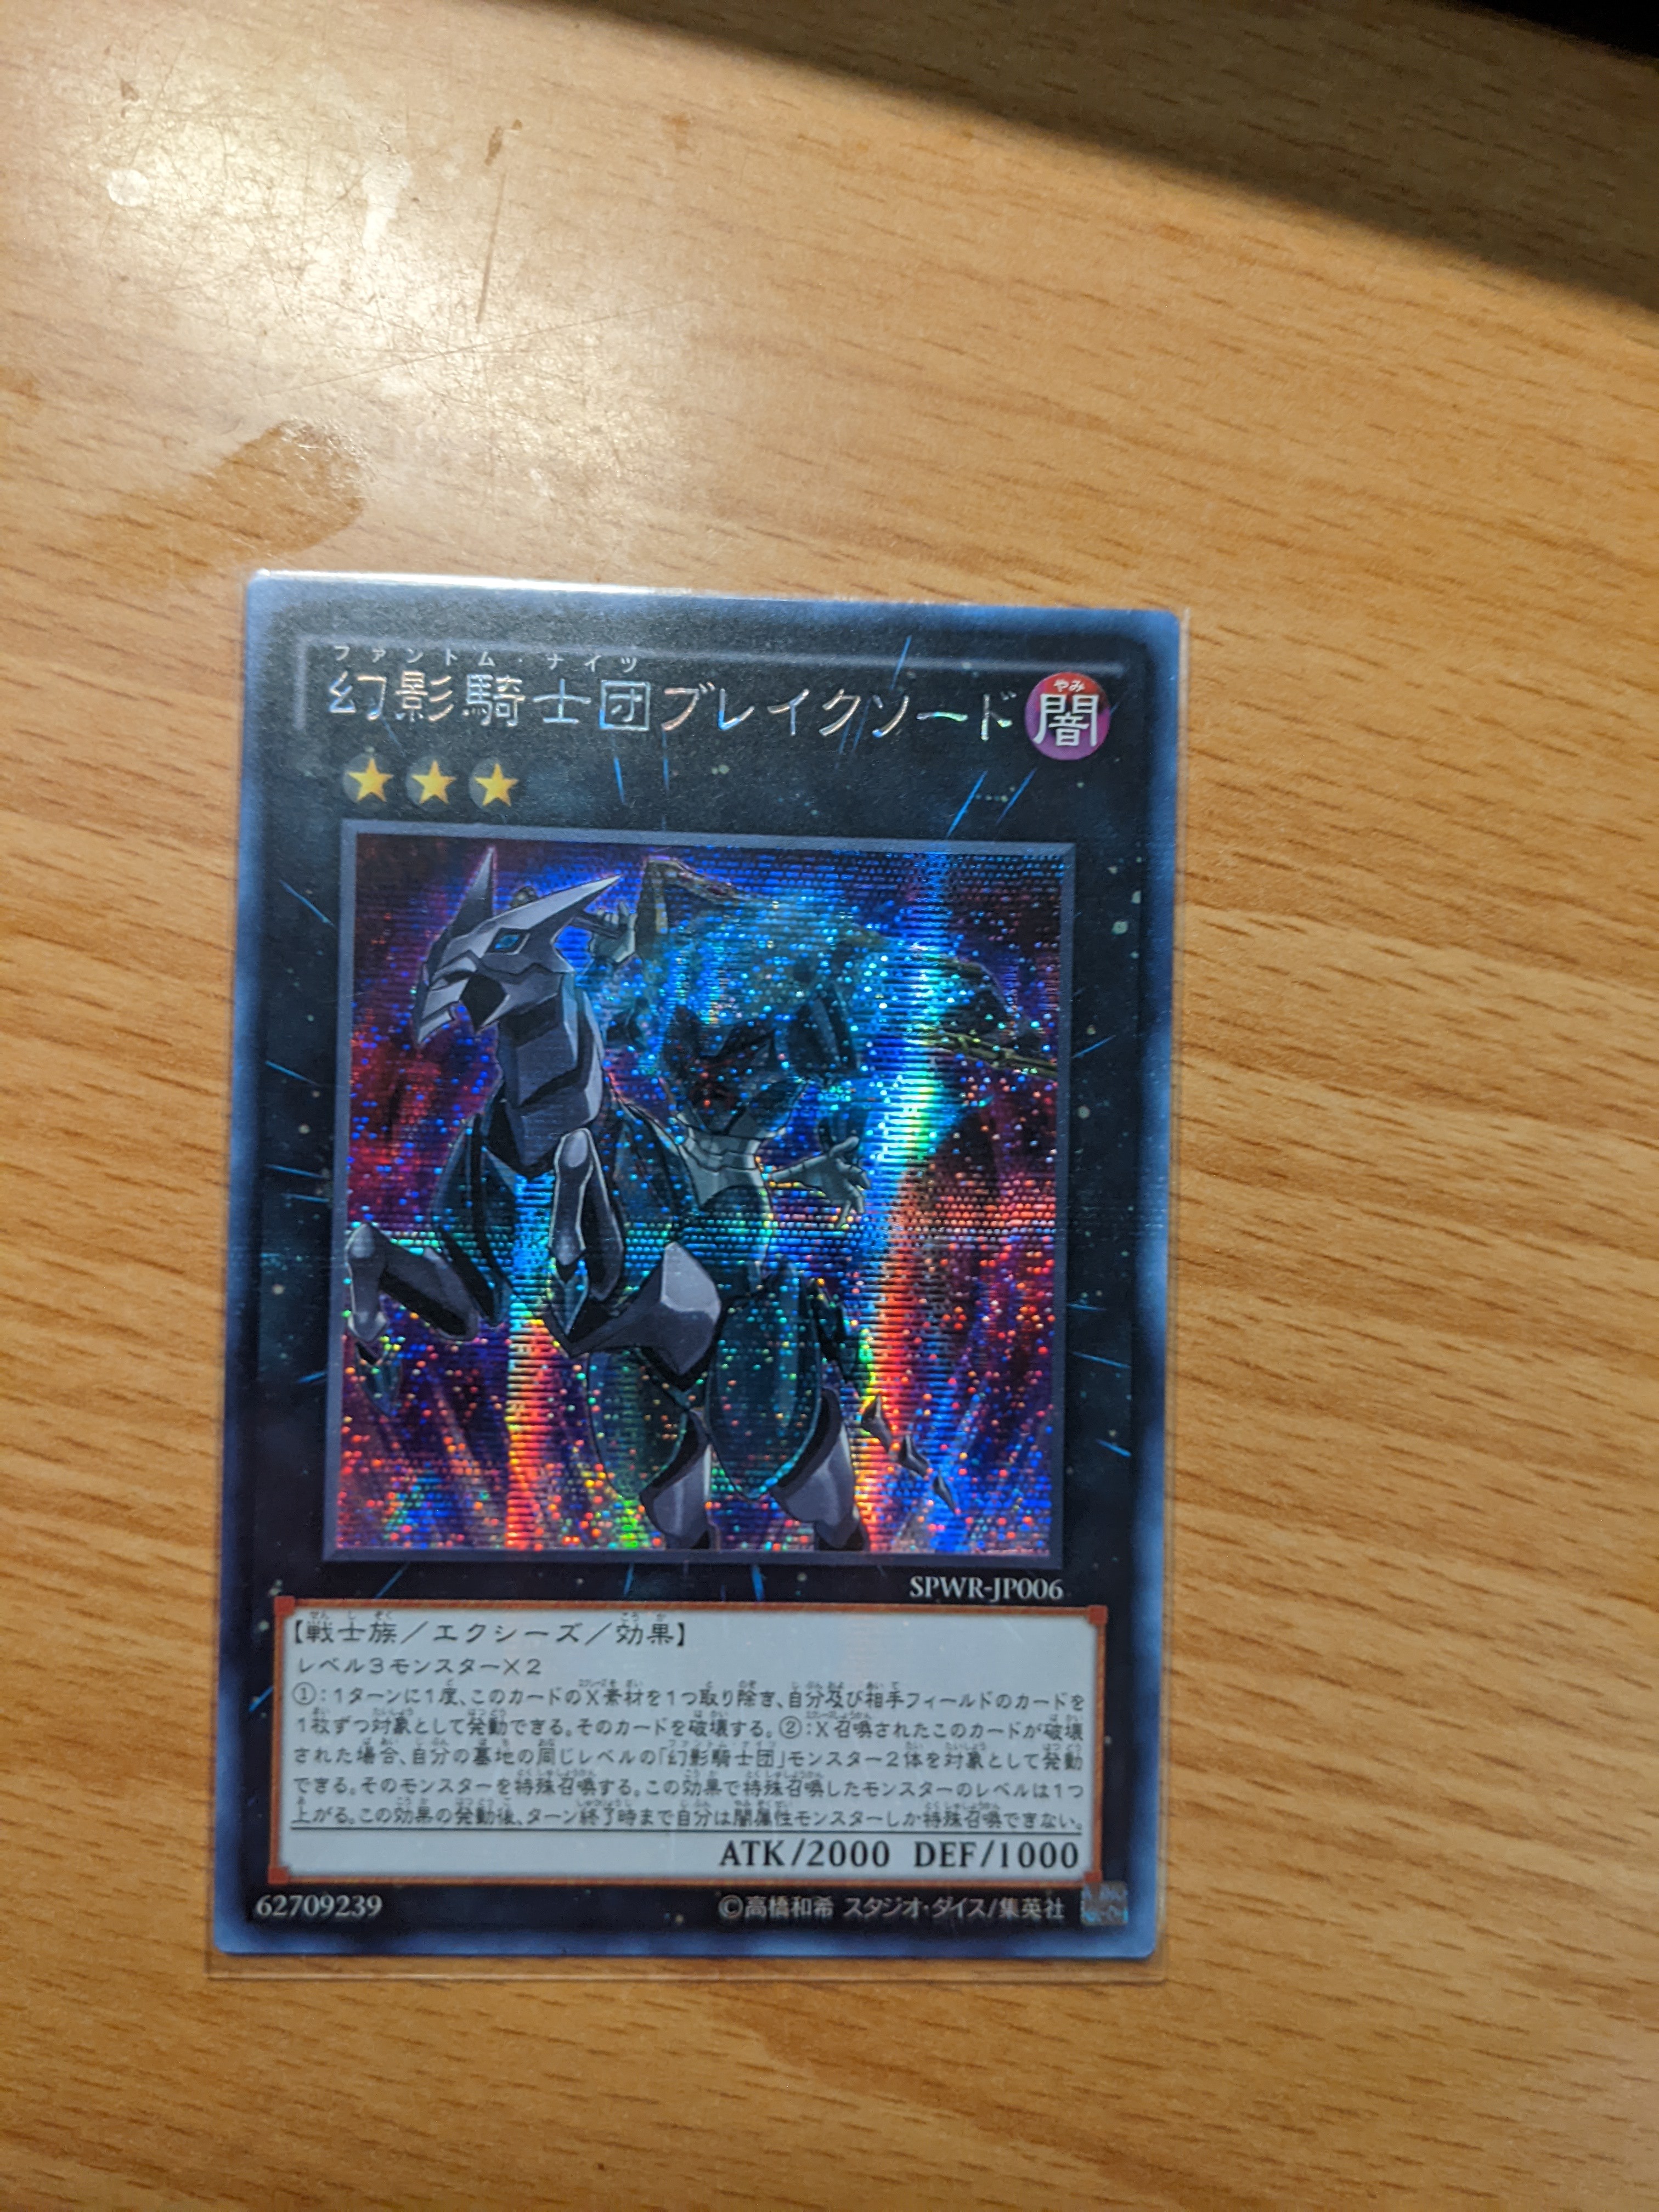 ファントム・ナイツ
幻影騎士団ブレイクソード
やみ
闇
SPWR-JP006
【戦士族／エクシーズ／効果】
レベル3モンスター×2
①：1ターンに1度、このカードのX素材を1つ取り除き、自分及び相手フィールドのカードを
1枚ずつ対象として発動できる。そのカードを破壊する。②：X召喚されたこのカードが破壊
された場合、自分の墓地の同じレベルの「幻影騎士団」モンスター2体を対象として発動
できる。そのモンスターを特殊召喚する。この効果で特殊召喚したモンスターのレベルは1つ
上がる。この効果の発動後、ターン終了時まで自分は闇属性モンスターしか特殊召喚できない。
ATK/2000 DEF/1000
62709239
©高橋和希 スタジオ・ダイス/集英社